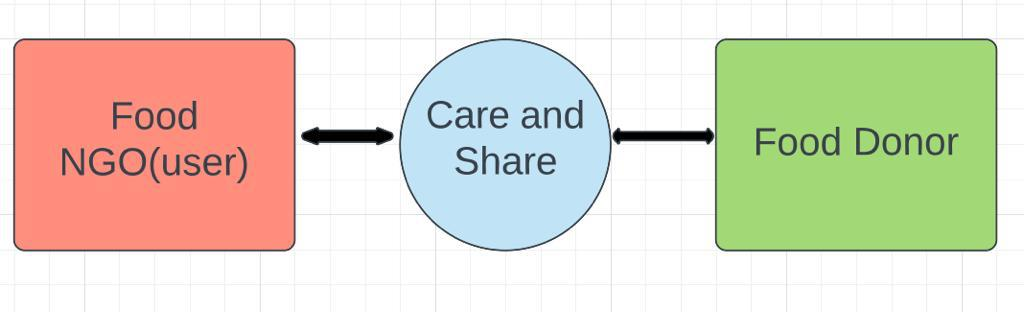 Food
NGO(user)
Care and
Share
Food Donor